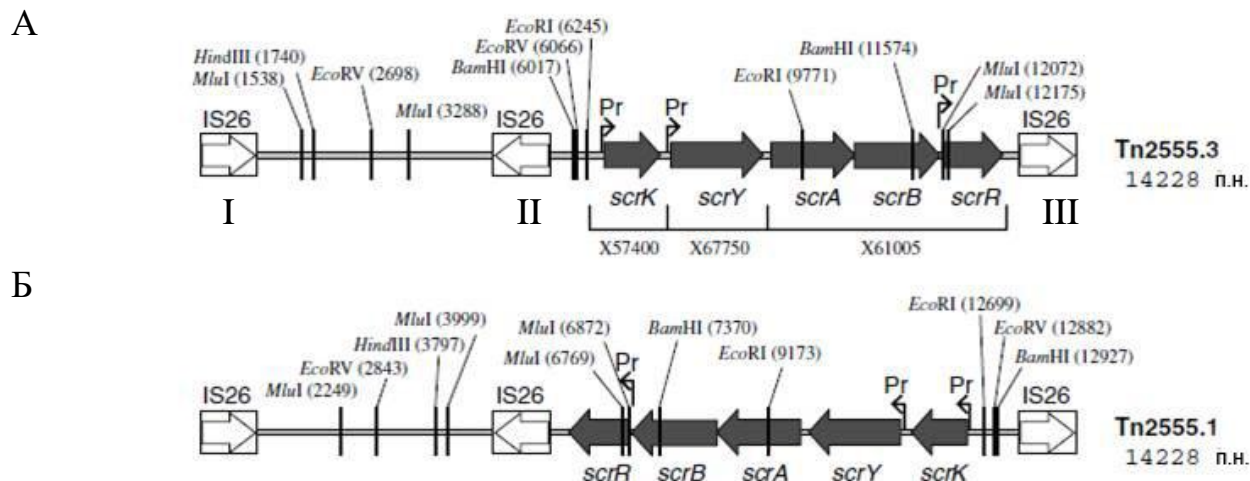 А
EcoRI (6245)
EcoRV (6066)
BamHI (6017)
HindIII (1740)
MluI (1538)
EcoRV (2698)
MluI (3288)
BamHI (11574)
EcoRI (9771)
MluI (12072)
MluI (12175)
IS26
IS26
Pr
Pr
Pr
IS26
Tn2555.3
14228 п.н.
I
II
scrK
scrY
scrA
scrB
scrR
III
X57400
X67750
X61005
Б
MluI (3999)
HindIII (3797)
EcoRV (2843)
MluI (2249)
MluI (6872)
MluI (6769)
BamHI (7370)
EcoRI (9173)
EcoRI (12699)
EcoRV (12882)
BamHI (12927)
IS26
IS26
Pr
Pr
Pr
IS26
Tn2555.1
14228 п.н.
scrR
scrB
scrA
scrY
scrK